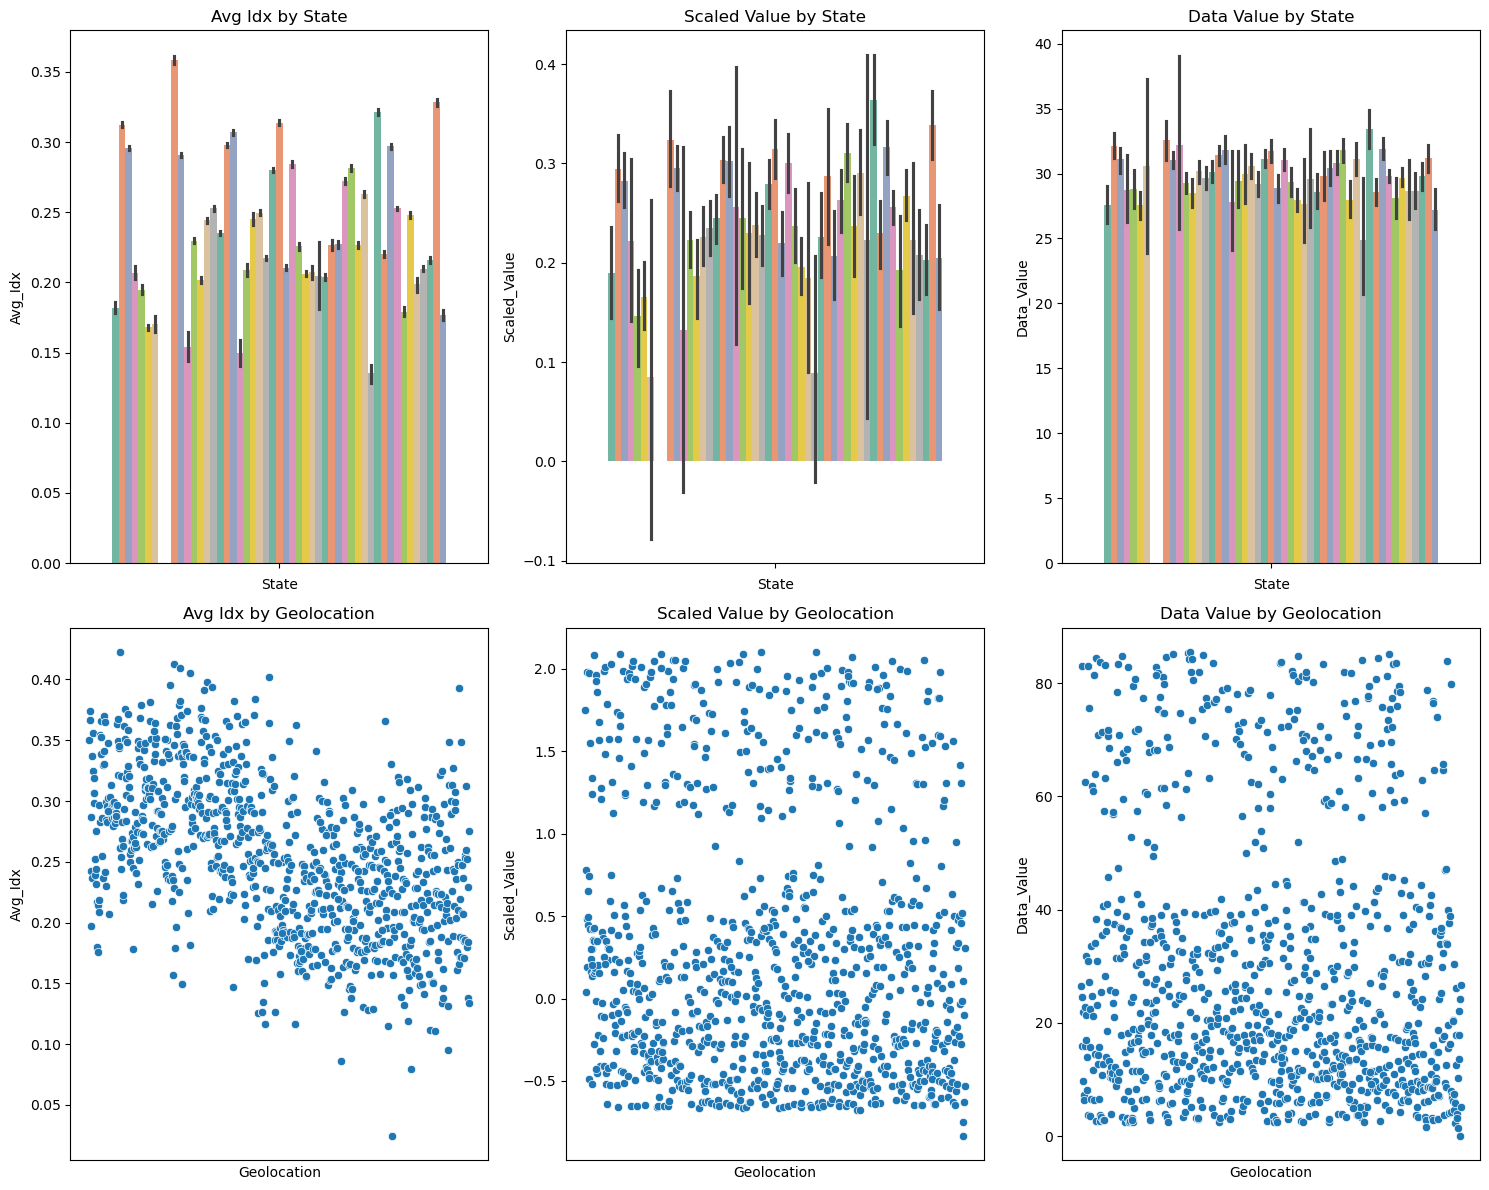 Avg Idx by State
Avg_Idx
0.35
0.30
0.25
0.20
0.15
0.10
0.05
0.00
State
Scaled Value by State
Scaled_Value
0.4
0.3
0.2
0.1
0.0
−0.1
State
Data Value by State
Data_Value
40
35
30
25
20
15
10
5
0
State
Avg Idx by Geolocation
Avg_Idx
0.40
0.35
0.30
0.25
0.20
0.15
0.10
0.05
Geolocation
Scaled Value by Geolocation
Scaled_Value
2.0
1.5
1.0
0.5
0.0
−0.5
Geolocation
Data Value by Geolocation
Data_Value
80
60
40
20
0
Geolocation